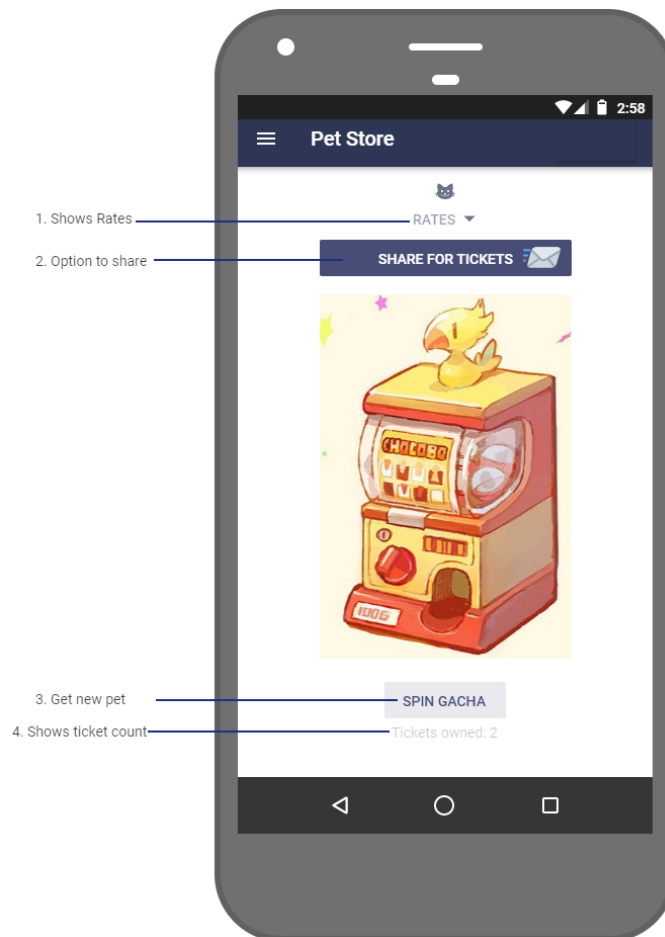 2:58
Pet Store
1. Shows Rates
RATES
2. Option to share
SHARE FOR TICKETS
CHOCOBO
100G
3. Get new pet
SPIN GACHA
4. Shows ticket count
Tickets owned: 2